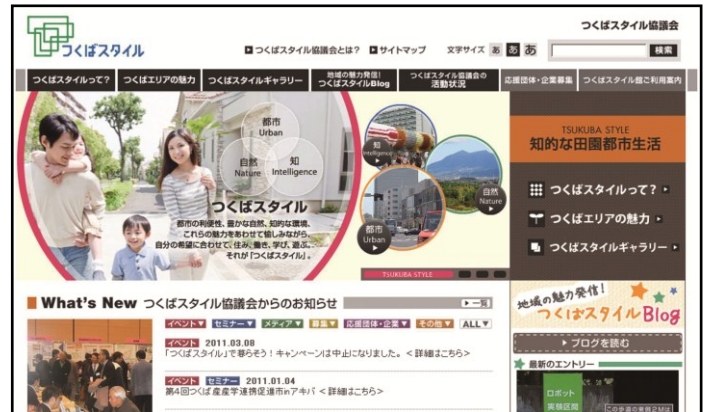 つくばスタイル協議会
つくばスタイル
つくばスタイル協議会とは？ サイトマップ 文字サイズ あ あ あ 検索
つくばスタイルって？ つくばエリアの魅力 つくばスタイルギャラリー 地域の魅力発信！ つくばスタイルBlog つくばスタイル協議会の 活動状況 応援団体・企業募集 つくばスタイル館ご利用案内
都市
Urban
自然
Nature
知
Intelligence
つくばスタイル
都市の利便性、豊かな自然、知的な環境、
これらの魅力をあわせて愉しみながら、
自分の希望に合わせて、住み、働き、学び、遊ぶ。
それが「つくばスタイル」。
知
Intelligence
自然
Nature
都市
Urban
TSUKUBA STYLE
TSUKUBA STYLE
知的な田園都市生活
つくばスタイルって？
つくばエリアの魅力
つくばスタイルギャラリー
What's New つくばスタイル協議会からのお知らせ 一覧
イベント セミナー メディア 募集 応援団体・企業 その他 ALL
イベント 2011.03.08
「つくばスタイル」で暮らそう！キャンペーンは中止になりました。＜詳細はこちら＞
イベント セミナー 2011.01.04
第4回つくば産産学連携促進市inアキバ ＜詳細はこちら＞
地域の魅力発信！
つくばスタイルBlog
ブログを読む
最新のエントリー
ロボット
実験区間